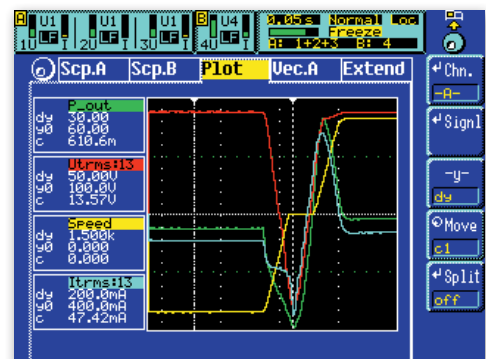 A U1 U1 U1 B U4 0.05s Normal Loc
1U LF I 2U LF I 3U LF I 4U LF I Freeze
A: 1+2+3 B: 4
Scp.A Scp.B Plot Vec.A Extend
Chn.
-A-
Signl
-y-
dy
Move
c1
Split
off
P_out
dy 30.00
y0 60.00
c 610.6m
Utrms:13
dy 50.00V
y0 100.0V
c 13.57V
Speed
dy 1.500k
y0 0.000
c 0.000
Itrms:13
dy 200.0mA
y0 400.0mA
c 47.42mA